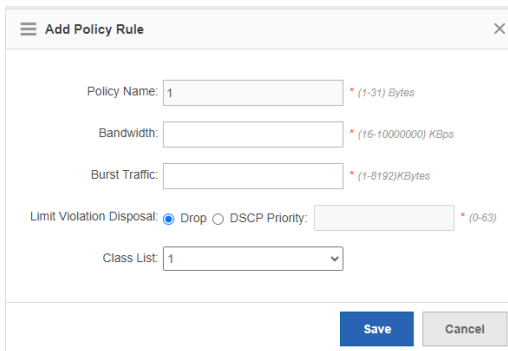 Add Policy Rule
Policy Name: 1 * (1-31) Bytes
Bandwidth: * (16-10000000) KBps
Burst Traffic: * (1-8192)KBytes
Limit Violation Disposal: Drop DSCP Priority: * (0-63)
Class List: 1
Save Cancel